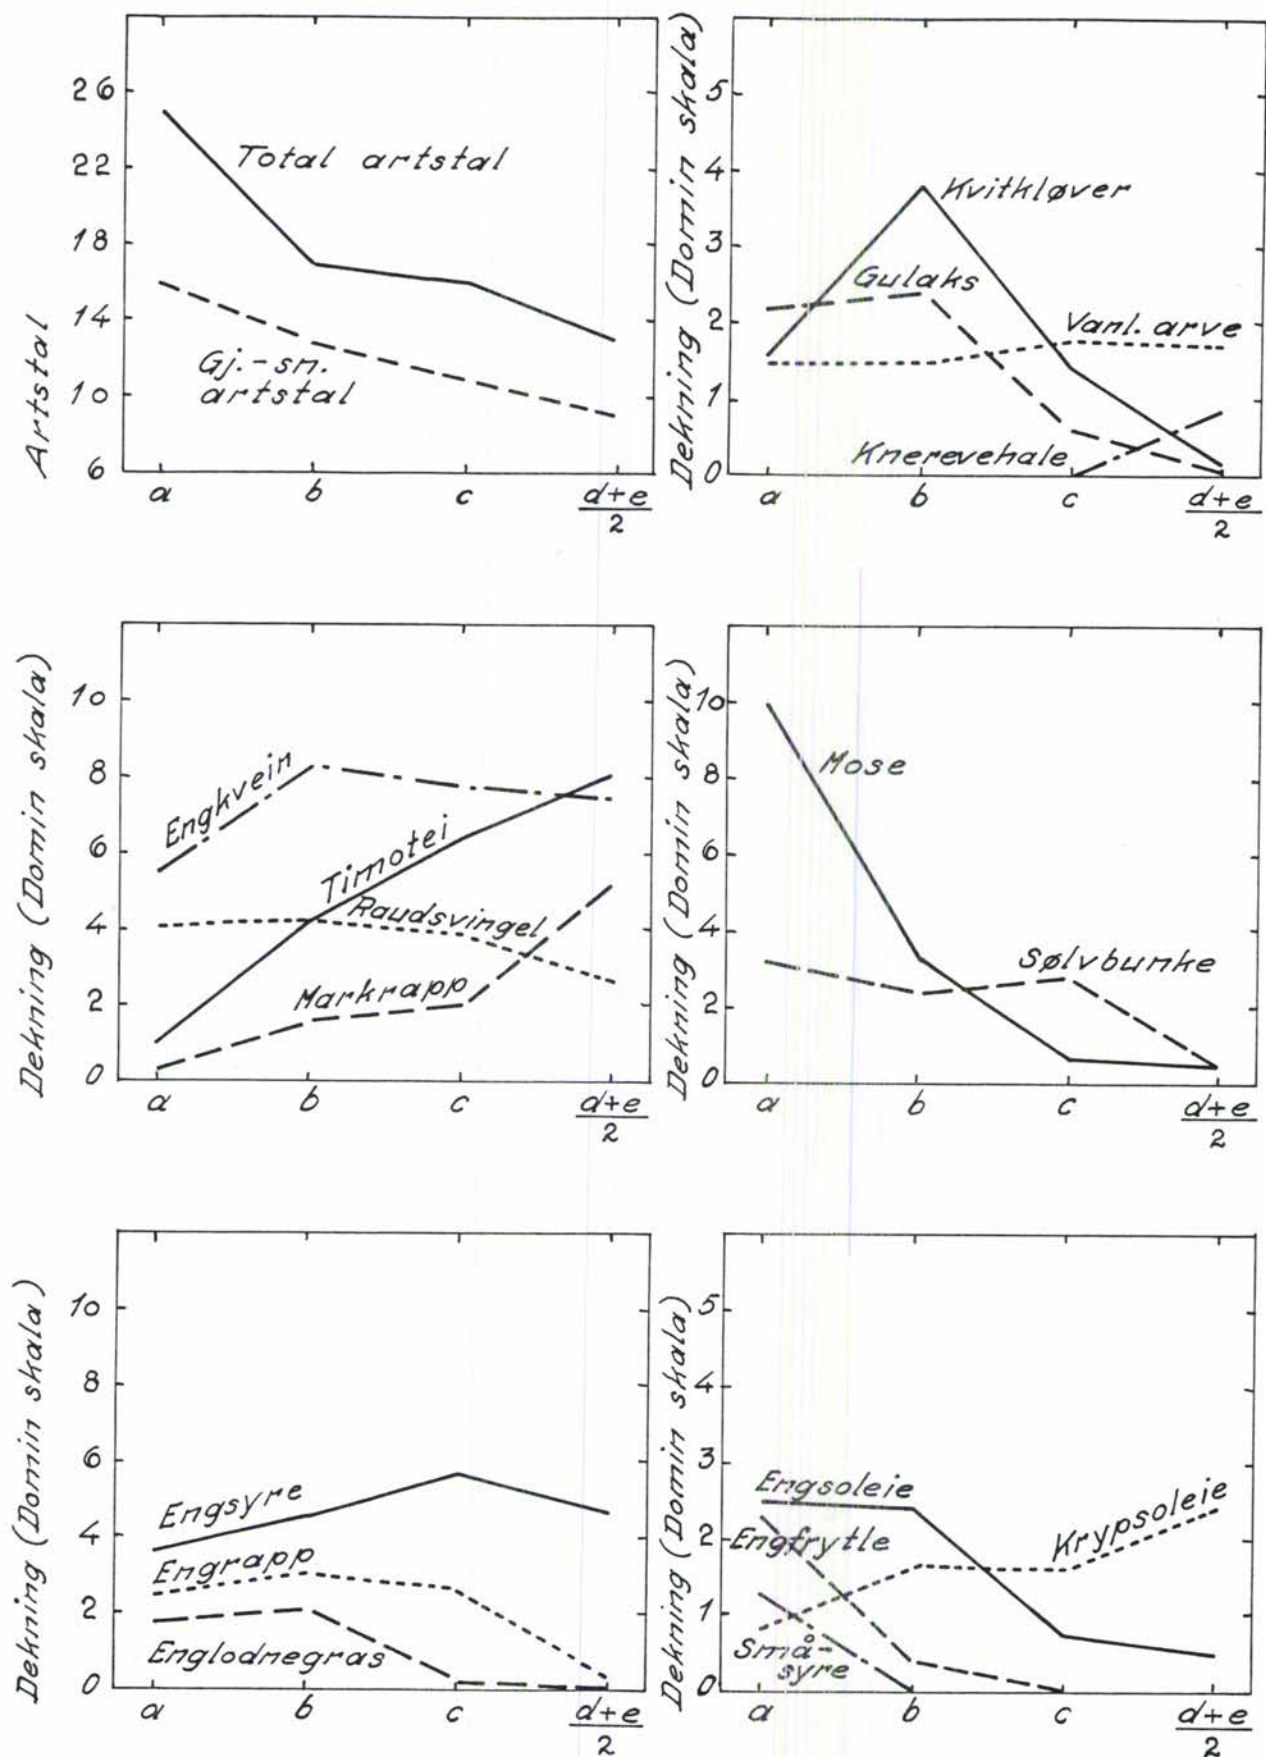 Artstal
26
22
18
14
10
6
Total artstal
Gj.-sn.
artstal
a
b
c
d+e
2
Dekning (Domin skala)
5
4
3
2
1
0
Kvitkløver
Gulaks
Vanl. arve
Knerevehale
a
b
c
d+e
2
Dekning (Domin skala)
10
8
6
4
2
0
Engkvein
Timotei
Raudsvingel
Markrapp
a
b
c
d+e
2
Dekning (Domin skala)
10
8
6
4
2
0
Mose
Sølvbunke
a
b
c
d+e
2
Dekning (Domin skala)
10
8
6
4
2
0
Engsyre
Engrapp
Englodnegras
a
b
c
d+e
2
Dekning (Domin skala)
5
4
3
2
1
0
Engsoleie
Engfrytle
Krypsoleie
Små-
syre
a
b
c
d+e
2